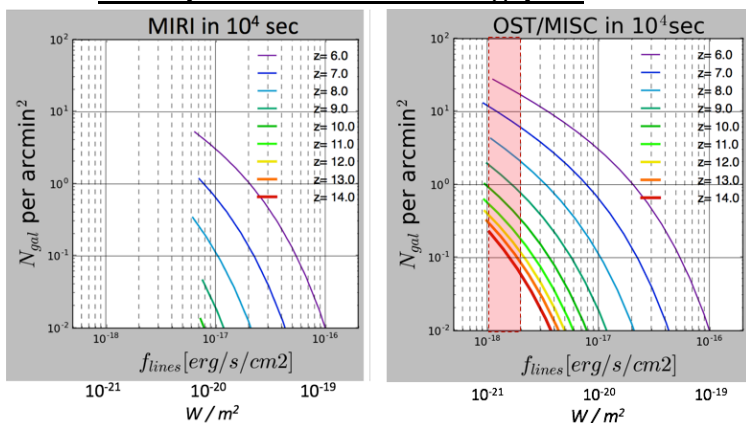 MIRI in 10⁴ sec
N_gal per arcmin²
10²
10¹
10⁰
10⁻¹
10⁻²
z= 6.0
z= 7.0
z= 8.0
z= 9.0
z= 10.0
z= 11.0
z= 12.0
z= 13.0
z= 14.0
10⁻¹⁸
10⁻¹⁷
10⁻¹⁶
f_lines[erg/s/cm2]
10⁻²¹
10⁻²⁰
10⁻¹⁹
W / m²
OST/MISC in 10⁴sec
N_gal per arcmin²
10²
10¹
10⁰
10⁻¹
10⁻²
z= 6.0
z= 7.0
z= 8.0
z= 9.0
z= 10.0
z= 11.0
z= 12.0
z= 13.0
z= 14.0
10⁻¹⁸
10⁻¹⁷
10⁻¹⁶
f_lines[erg/s/cm2]
10⁻²¹
10⁻²⁰
10⁻¹⁹
W / m²